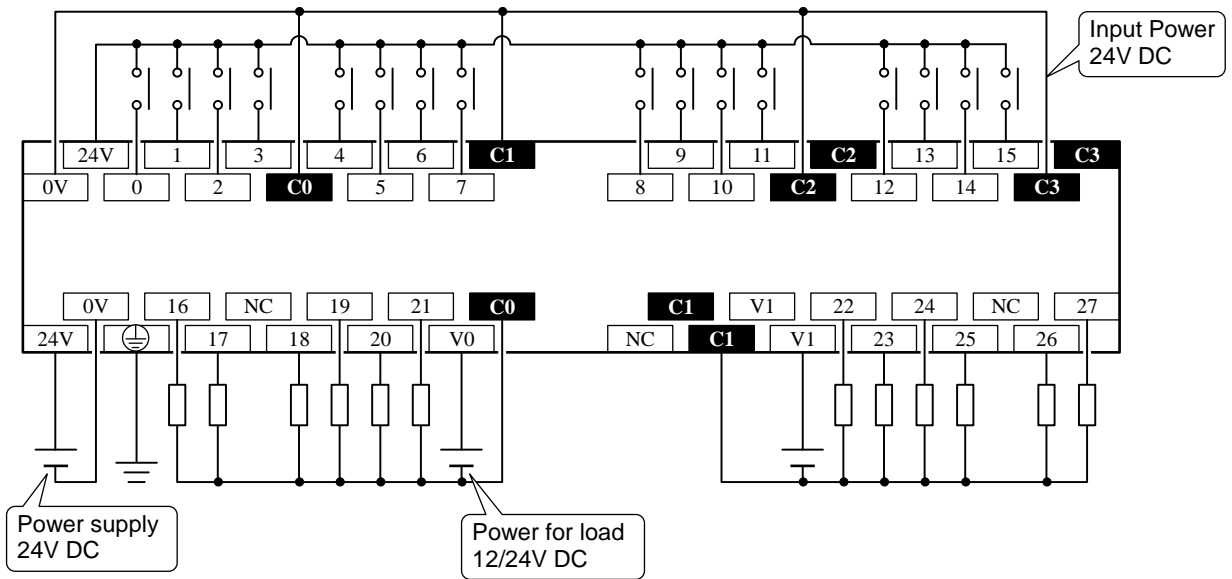 Input Power
24V DC
24V 1 3 4 6 C1 9 11 C2 13 15 C3
0V 0 2 C0 5 7 8 10 C2 12 14 C3
0V 16 NC 19 21 C0 C1 V1 22 24 NC 27
24V 17 18 20 V0 NC C1 V1 23 25 26
Power supply
24V DC
Power for load
12/24V DC